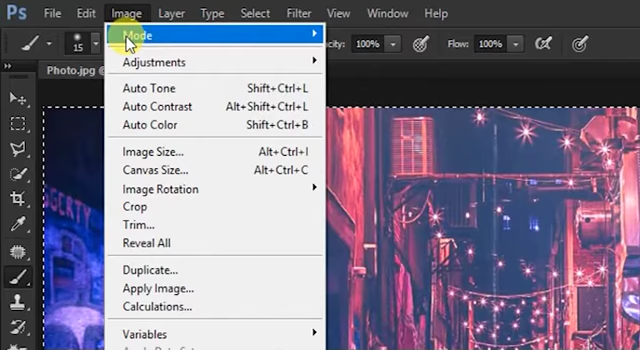 Ps File Edit Image Layer Type Select Filter View Window Help
15
Mode
Opacity: 100% Flow: 100%
Photo.jpg @
Adjustments
Auto Tone Shift+Ctrl+L
Auto Contrast Alt+Shift+Ctrl+L
Auto Color Shift+Ctrl+B
Image Size... Alt+Ctrl+I
Canvas Size... Alt+Ctrl+C
Image Rotation
Crop
Trim...
Reveal All
Duplicate...
Apply Image...
Calculations...
Variables